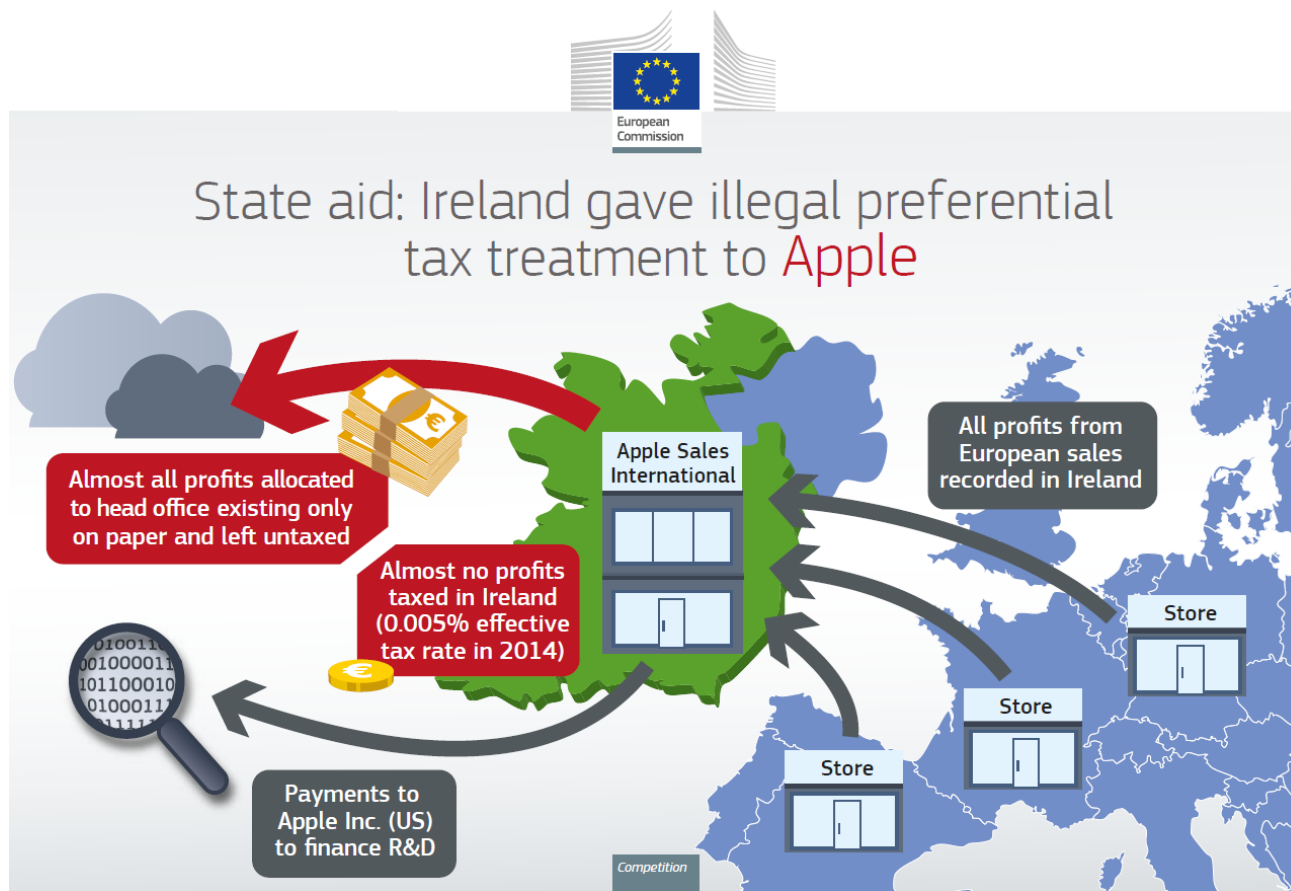 European
Commission
State aid: Ireland gave illegal preferential
tax treatment to Apple
All profits from
European sales
recorded in Ireland
Apple Sales
International
Almost all profits allocated
to head office existing only
on paper and left untaxed
Almost no profits
taxed in Ireland
(0.005% effective
tax rate in 2014)
€
€
Store
Store
Store
001000011
101100010
Payments to
Apple Inc. (US)
to finance R&D
Competition